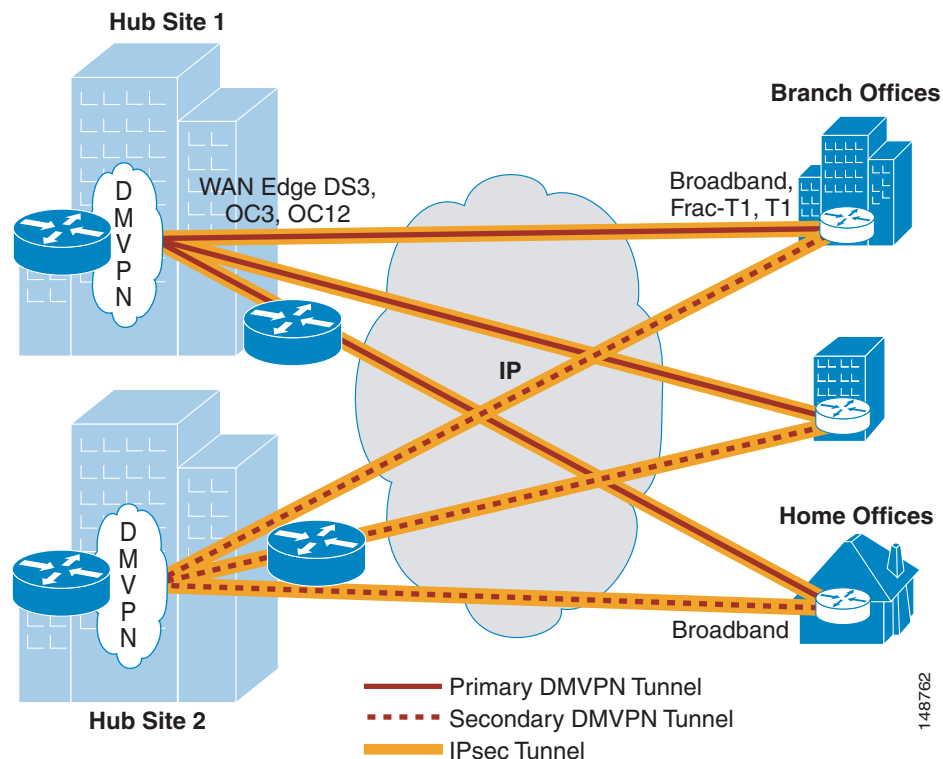 Hub Site 1
Branch Offices
D
M
V
P
N
WAN Edge DS3,
OC3, OC12
Broadband,
Frac-T1, T1
IP
D
M
V
P
N
Home Offices
Broadband
Hub Site 2
Primary DMVPN Tunnel
Secondary DMVPN Tunnel
IPsec Tunnel
148762